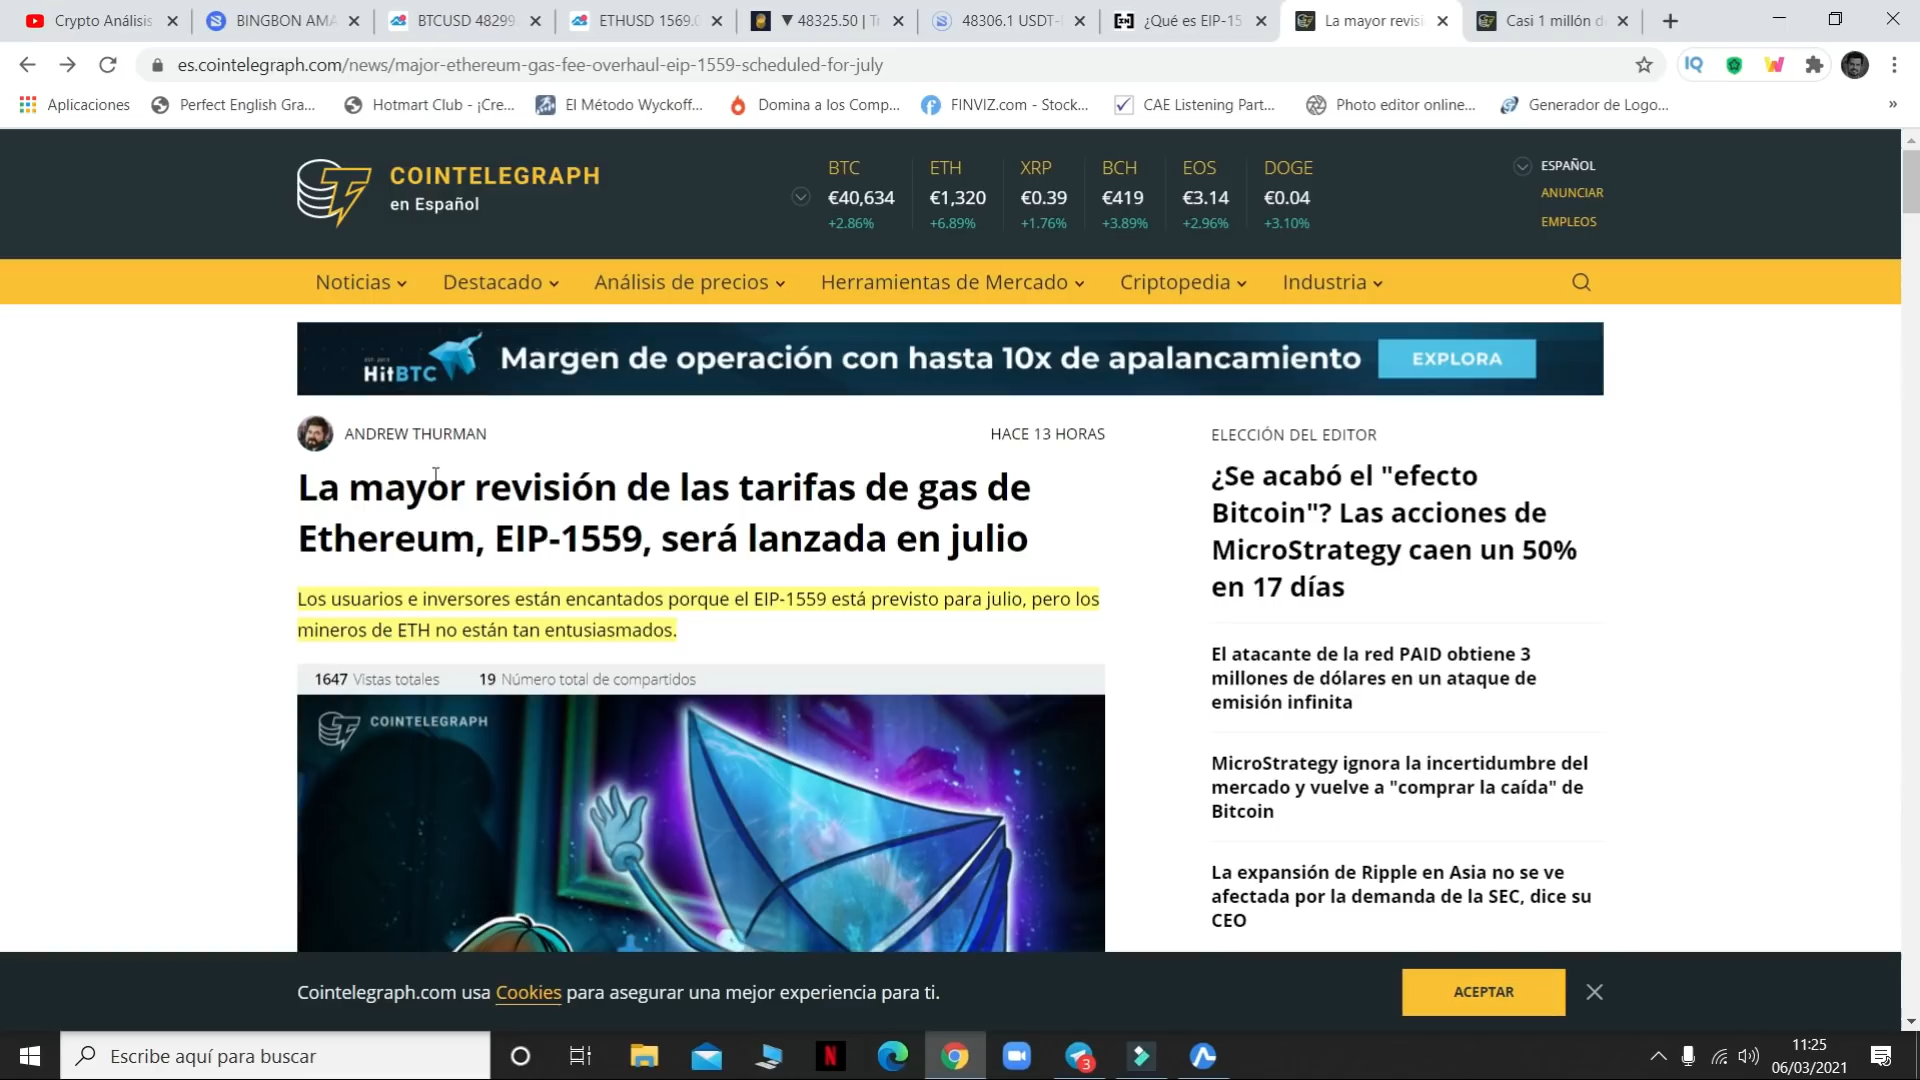 Crypto Análisis
BINGBON AMA
BTCUSD 48299
ETHUSD 1569.
▼ 48325.50 | T
48306.1 USDT-
¿Qué es EIP-15
La mayor revisi
Casi 1 millón d
es.cointelegraph.com/news/major-ethereum-gas-fee-overhaul-eip-1559-scheduled-for-july
Aplicaciones
Perfect English Gra...
Hotmart Club - ¡Cre...
El Método Wyckoff...
Domina a los Comp...
FINVIZ.com - Stock...
CAE Listening Part...
Photo editor online...
Generador de Logo...
»
COINTELEGRAPH
en Español
BTC ETH XRP BCH EOS DOGE
€40,634 €1,320 €0.39 €419 €3.14 €0.04
+2.86% +6.89% +1.76% +3.89% +2.96% +3.10%
ESPAÑOL
ANUNCIAR
EMPLEOS
Noticias Destacado Análisis de precios Herramientas de Mercado Criptopedia Industria
HitBTC
Margen de operación con hasta 10x de apalancamiento
EXPLORA
ANDREW THURMAN
HACE 13 HORAS
La mayor revisión de las tarifas de gas de
Ethereum, EIP-1559, será lanzada en julio
Los usuarios e inversores están encantados porque el EIP-1559 está previsto para julio, pero los
mineros de ETH no están tan entusiasmados.
1647 Vistas totales
19 Número total de compartidos
COINTELEGRAPH
ELECCIÓN DEL EDITOR
¿Se acabó el "efecto
Bitcoin"? Las acciones de
MicroStrategy caen un 50%
en 17 días
El atacante de la red PAID obtiene 3
millones de dólares en un ataque de
emisión infinita
MicroStrategy ignora la incertidumbre del
mercado y vuelve a "comprar la caída" de
Bitcoin
La expansión de Ripple en Asia no se ve
afectada por la demanda de la SEC, dice su
CEO
Cointelegraph.com usa Cookies para asegurar una mejor experiencia para ti.
ACEPTAR
Escribe aquí para buscar
3
11:25
06/03/2021